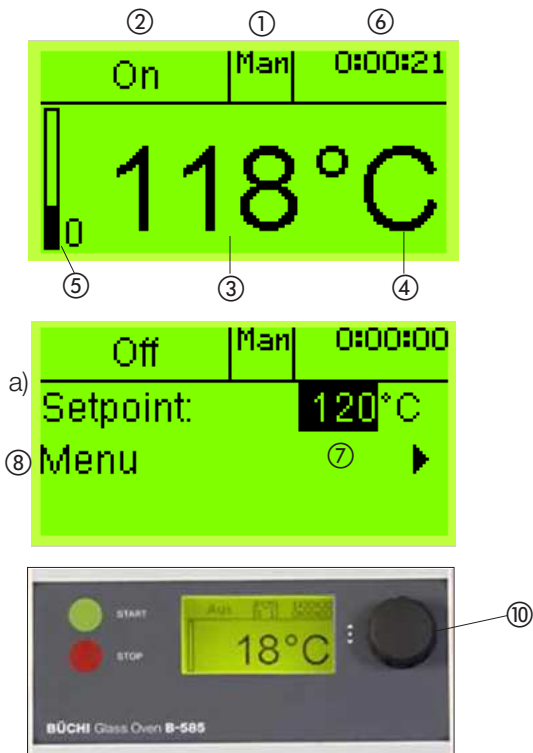 ② ① ⑥
On Man 0:00:21
118°C
0
⑤ ③ ④
Off Man 0:00:00
a)
Setpoint: 120°C
⑧ Menu ⑦
START
Aus
18°C
⑩
STOP
BÜCHI Glass Oven B-585